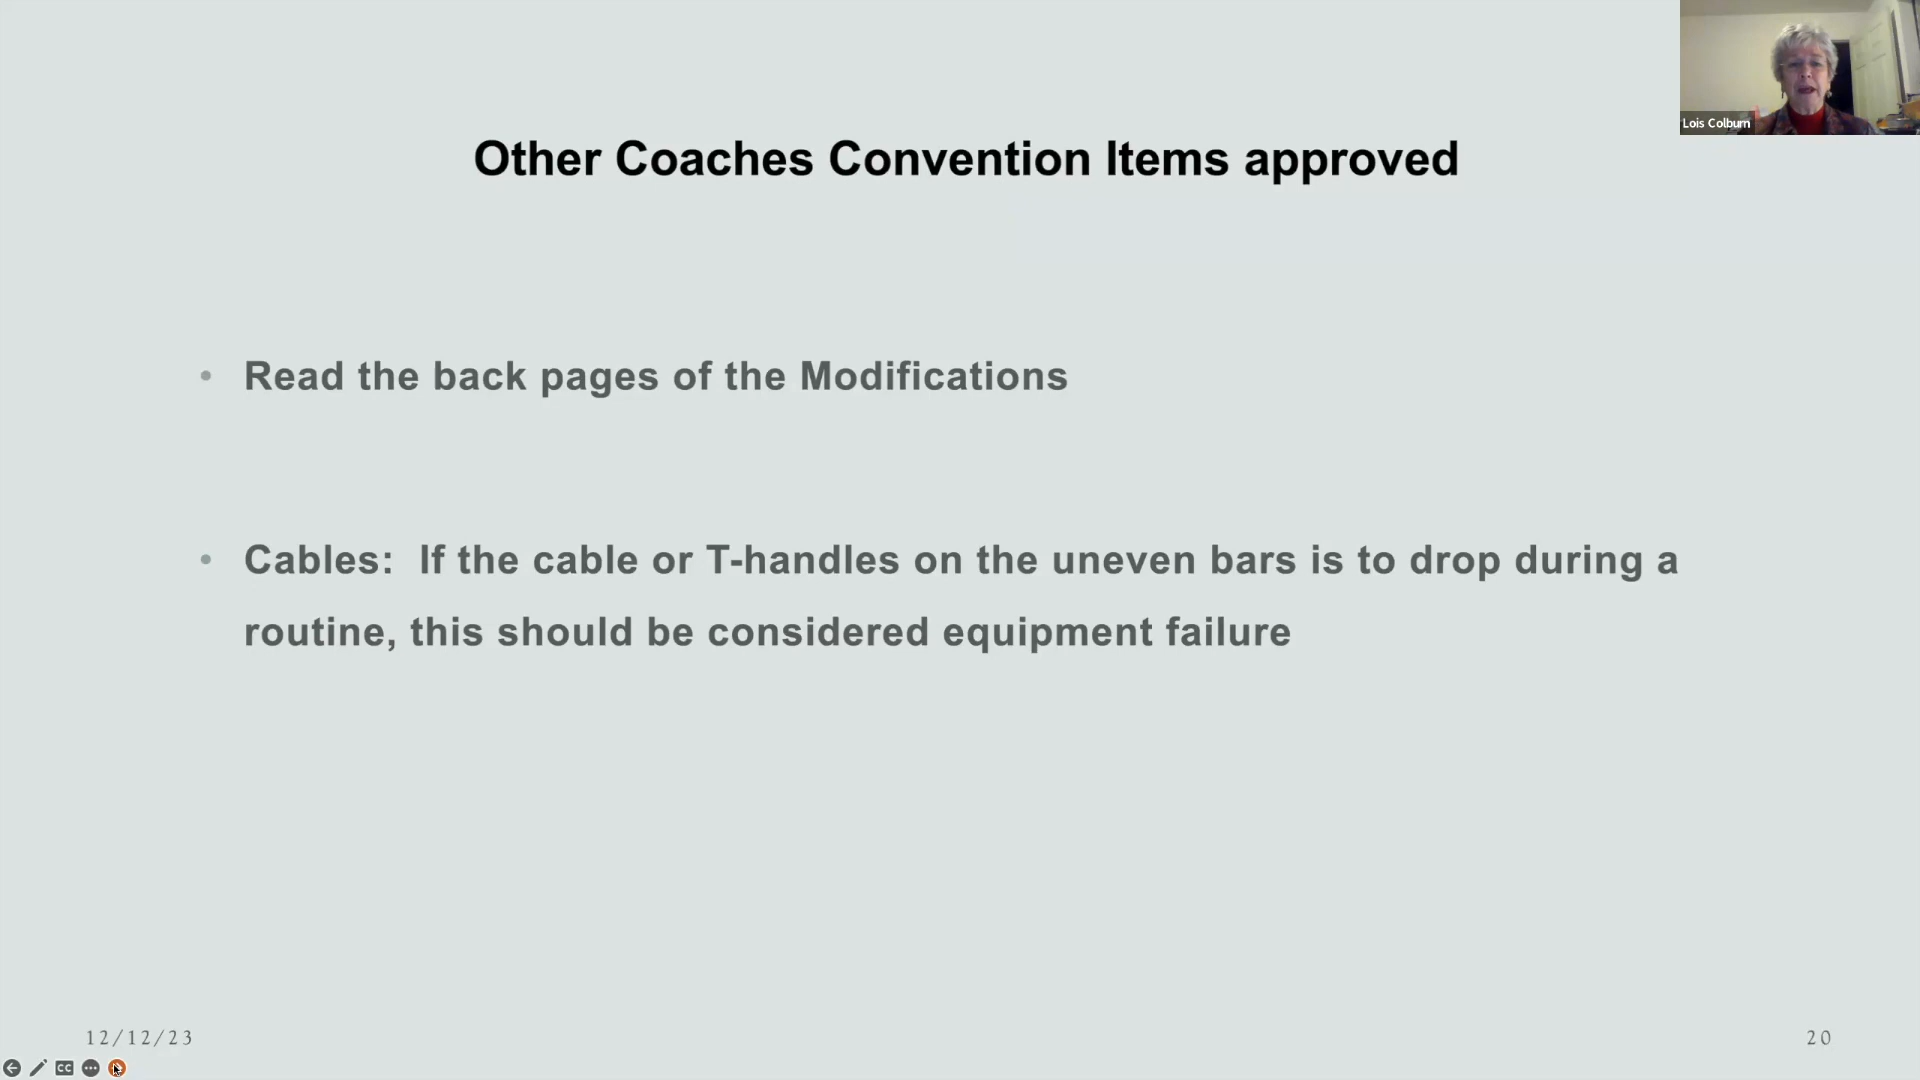 Lois Colburn
Other Coaches Convention Items approved
• Read the back pages of the Modifications
• Cables:  If the cable or T-handles on the uneven bars is to drop during a
routine, this should be considered equipment failure
12/12/23
20
CC